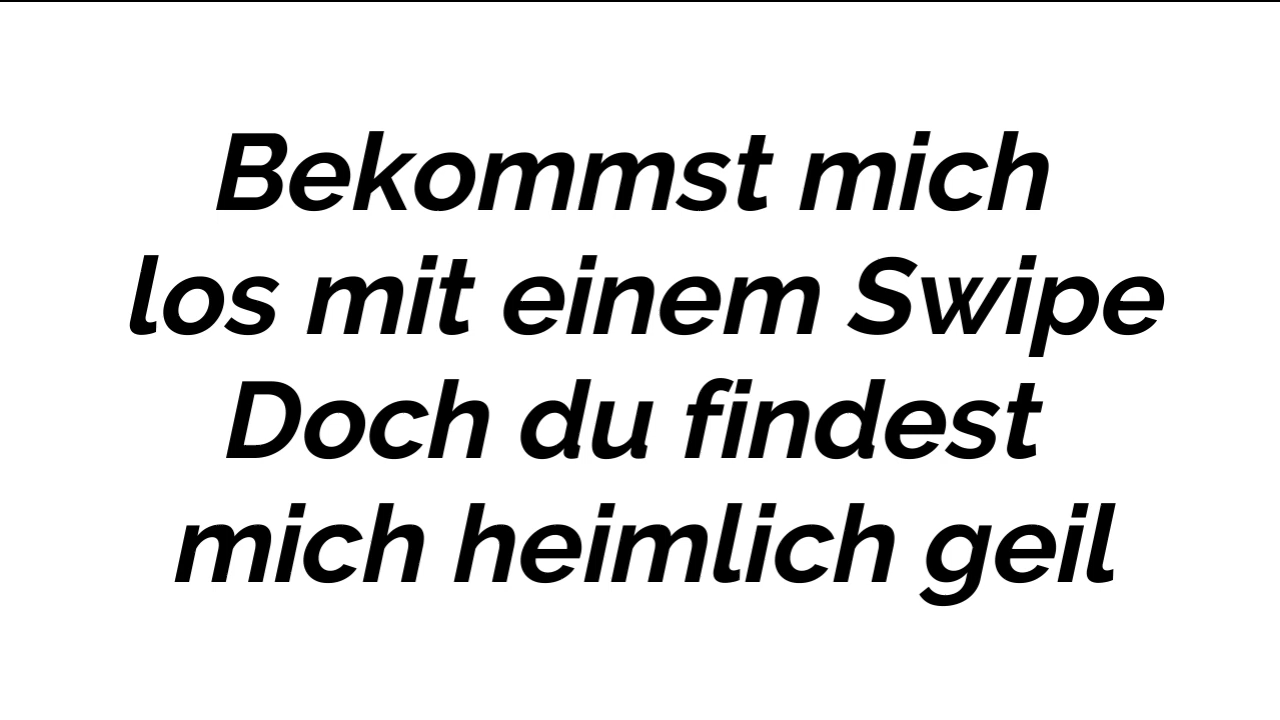 Bekommst mich
los mit einem Swipe
Doch du findest
mich heimlich geil